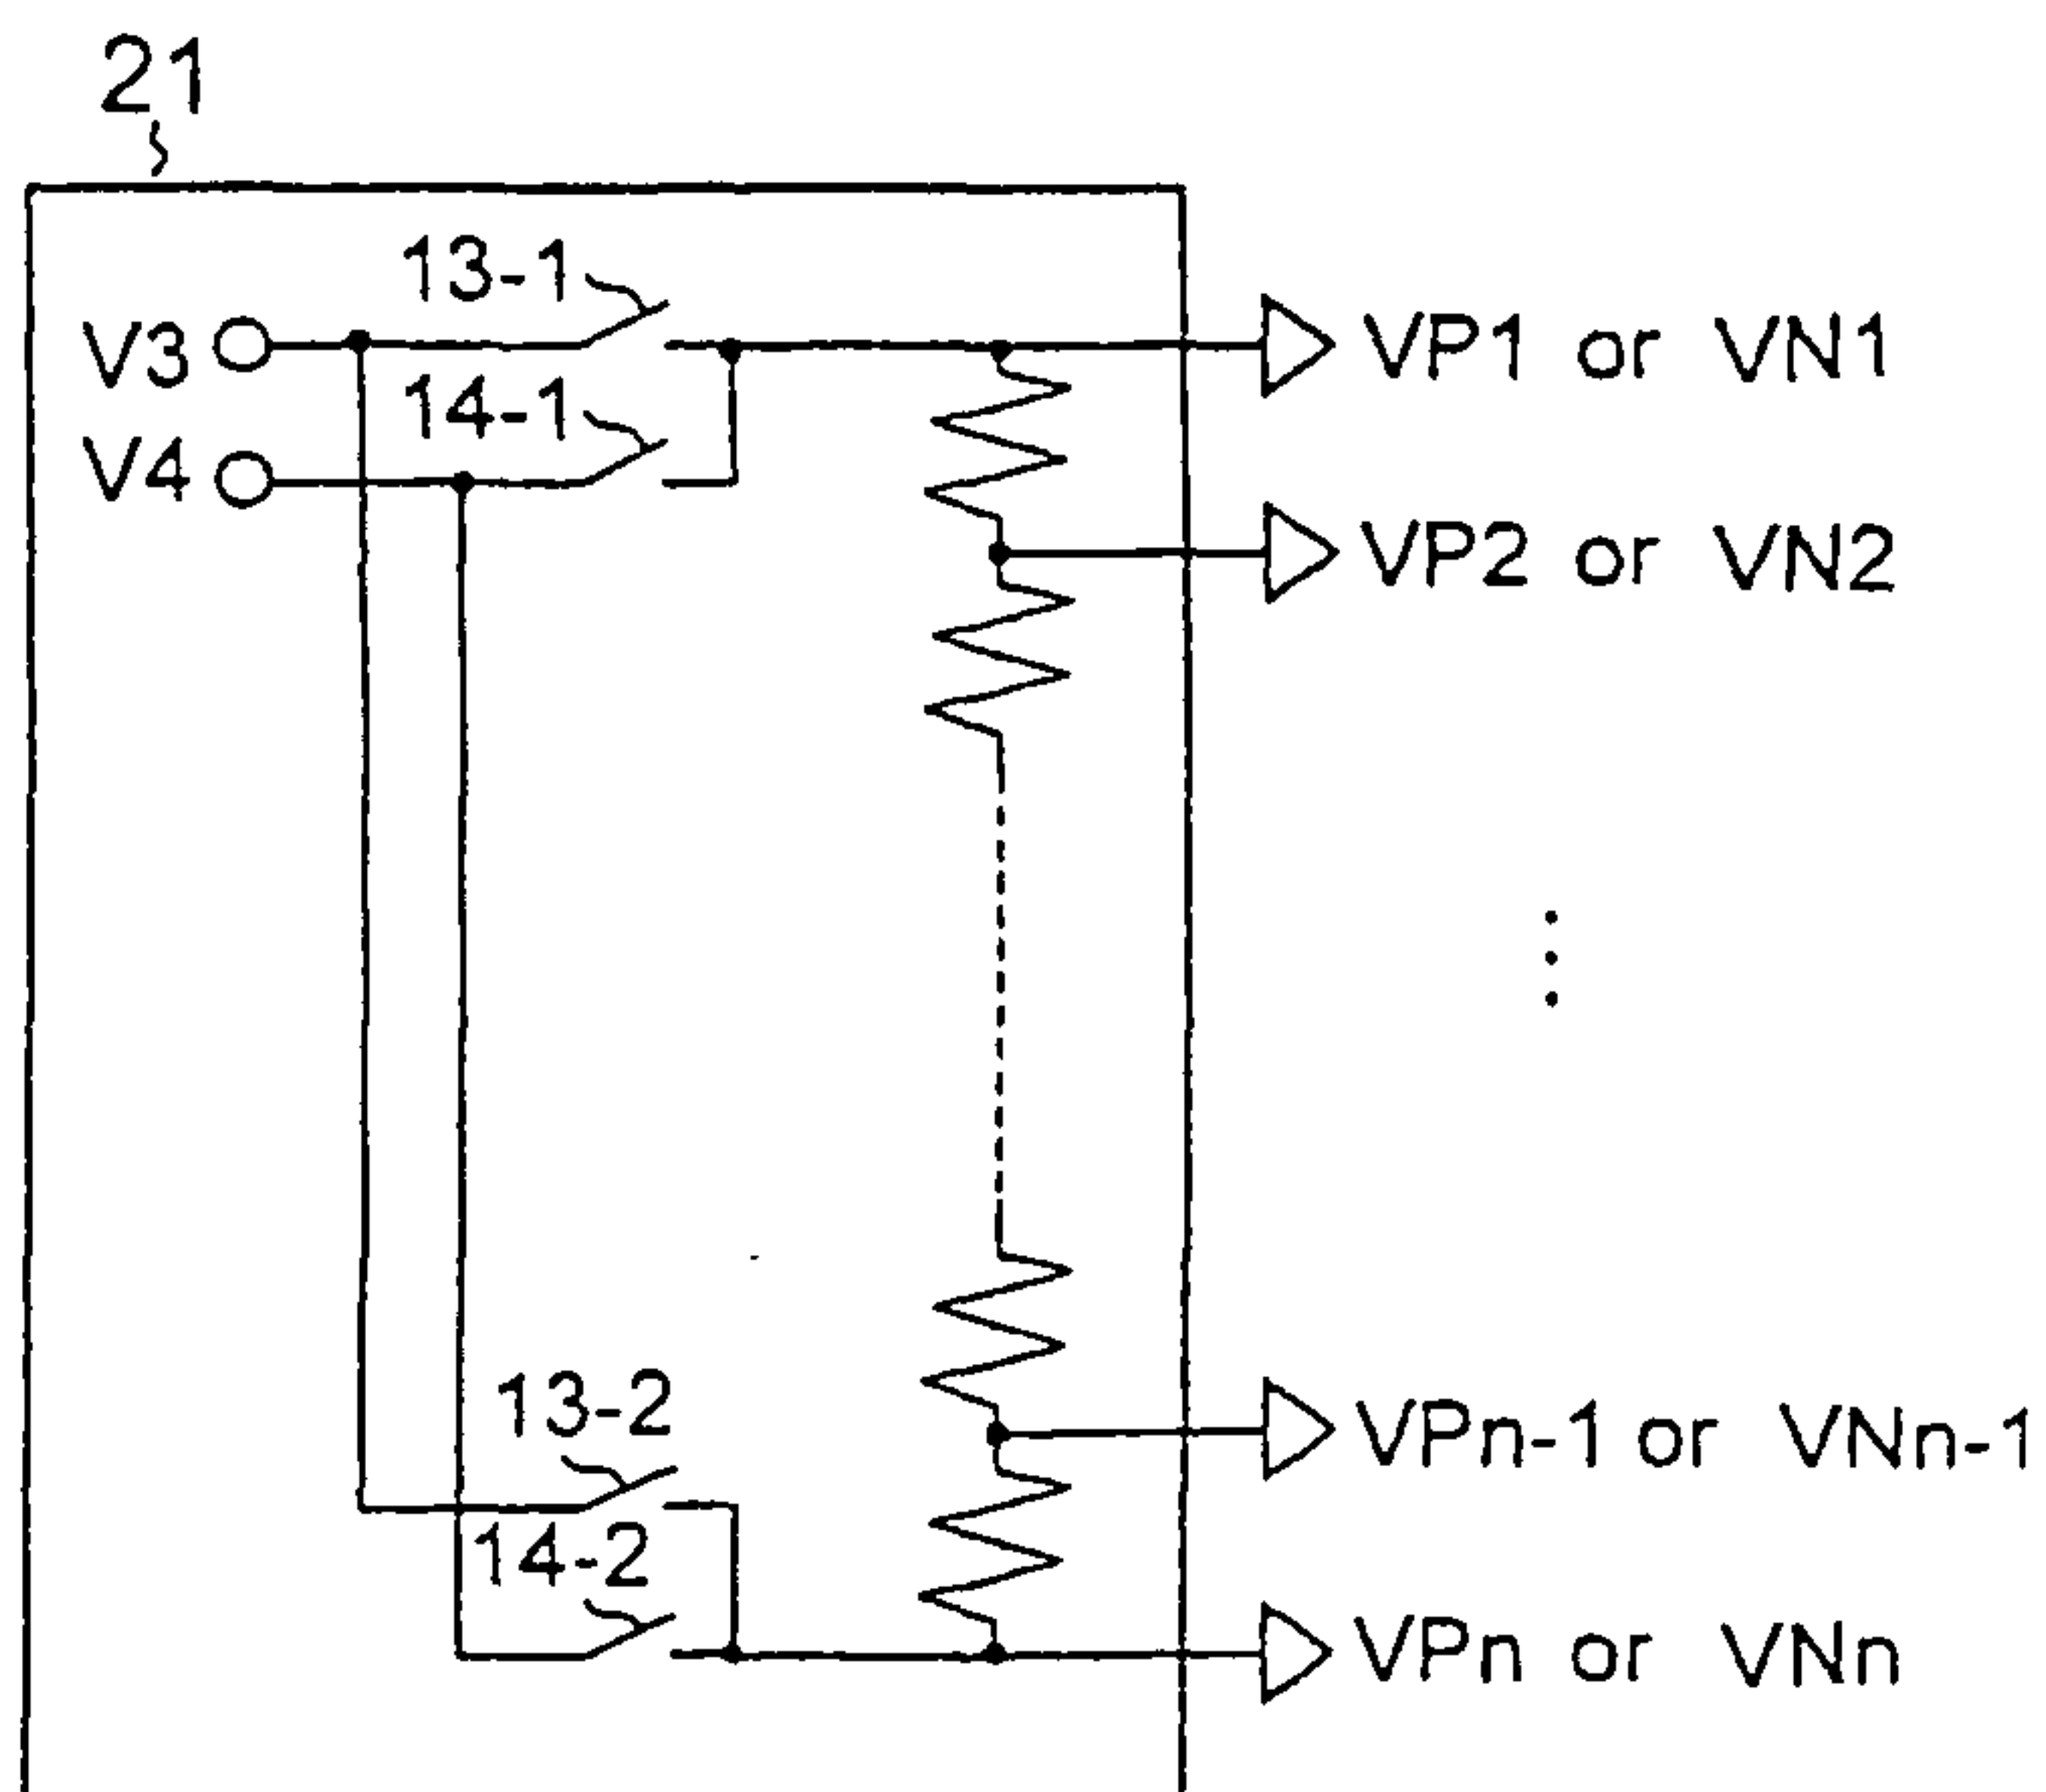 21
13-1
V3
VP1 or VN1
14-1
V4
VP2 or VN2
13-2
VPn-1 or VNn-1
14-2
VPn or VNn